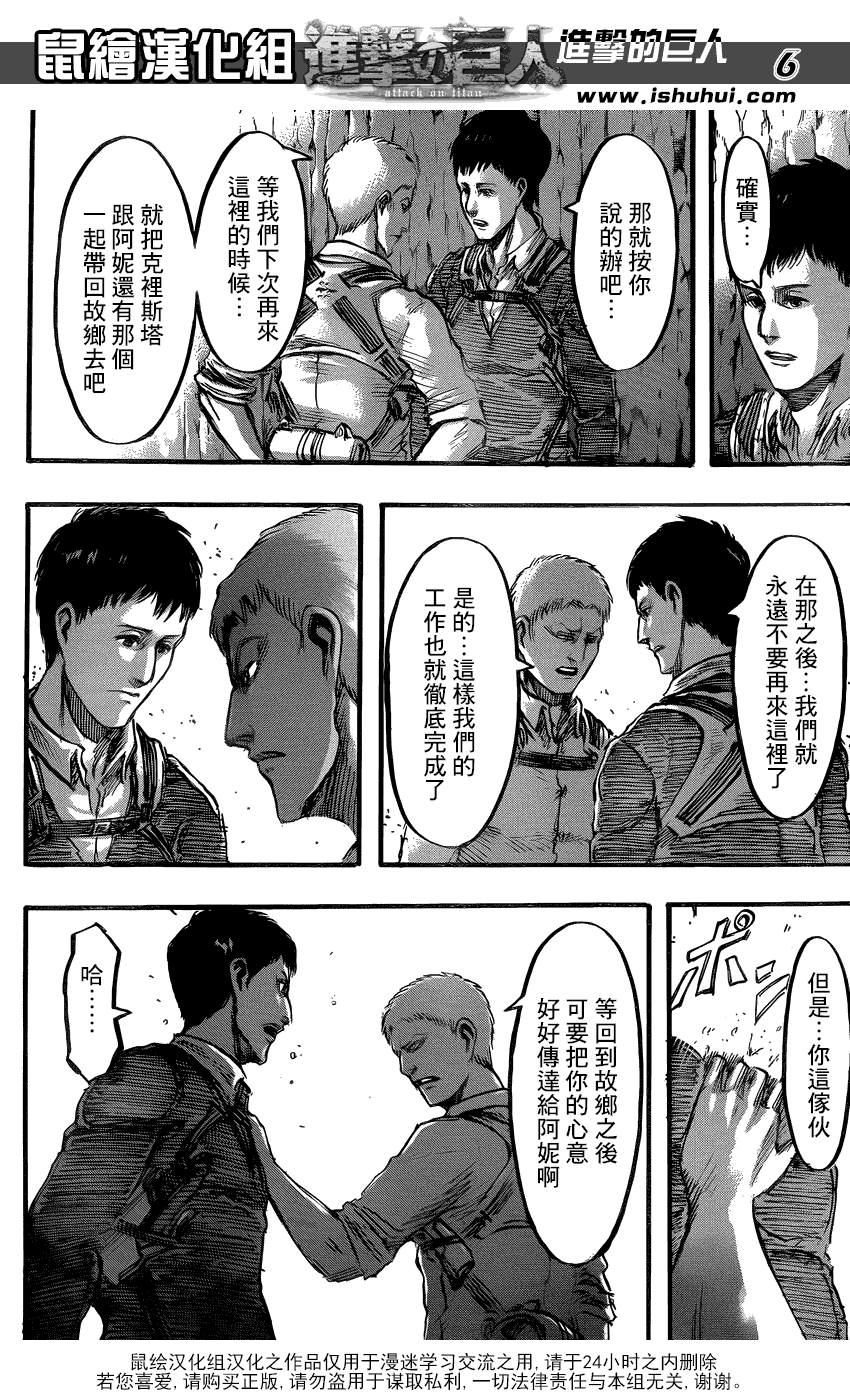 鼠繪漢化組
進撃の巨人
attack on titan
進擊的巨人
www.ishuhui.com
6
確實…
那就按你
說的辦吧…
等我們下次再來
這裡的時候…
就把克裡斯塔
跟阿妮還有那個
一起帶回故鄉去吧
在那之後…我們就
永遠不要再來這裡了
是的…這樣我們的
工作也就徹底完成了
但是…你這傢伙
ポン
等回到故鄉之後
可要把你的心意
好好傳達給阿妮啊
哈……
鼠绘汉化组汉化之作品仅用于漫迷学习交流之用, 请于24小时之内删除
若您喜爱, 请购买正版, 请勿盗用于谋取私利, 一切法律责任与本组无关, 谢谢。